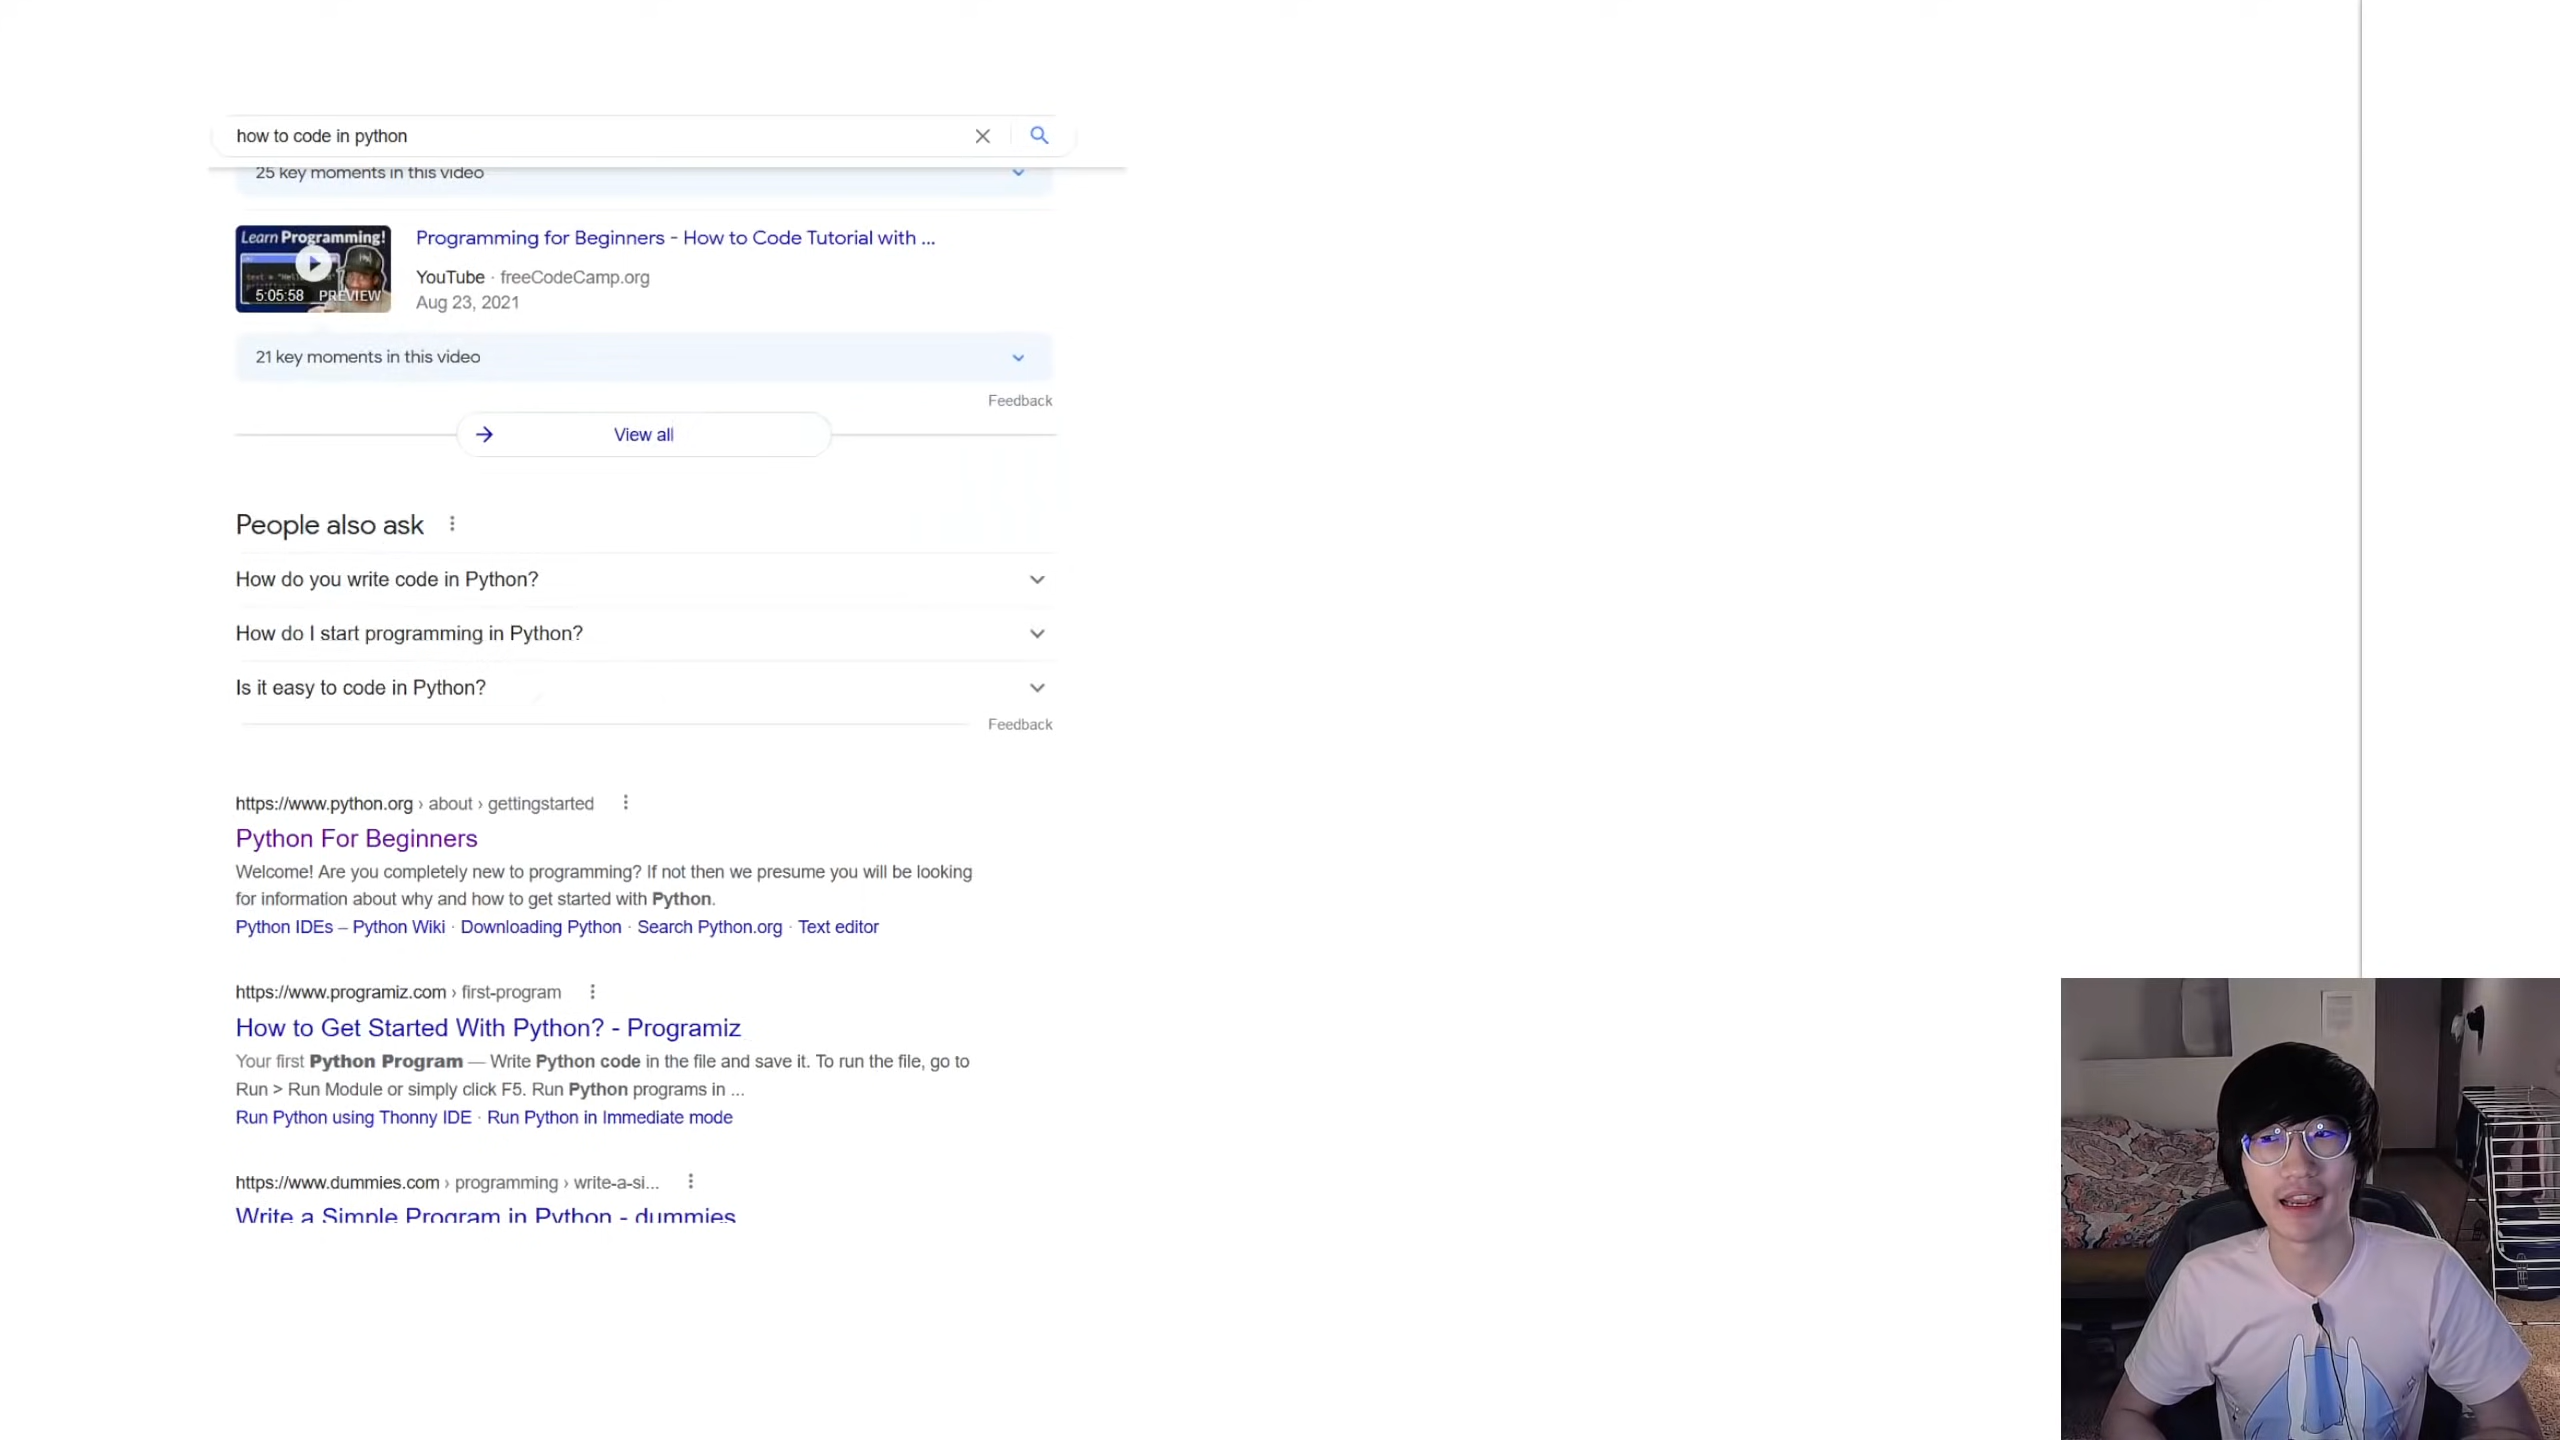 how to code in python
25 key moments in this video
Learn Programming!
5:05:58 PREVIEW
Programming for Beginners - How to Code Tutorial with ...
YouTube · freeCodeCamp.org
Aug 23, 2021
21 key moments in this video
Feedback
View all
People also ask
How do you write code in Python?
How do I start programming in Python?
Is it easy to code in Python?
Feedback
https://www.python.org › about › gettingstarted
Python For Beginners
Welcome! Are you completely new to programming? If not then we presume you will be looking
for information about why and how to get started with Python.
Python IDEs – Python Wiki · Downloading Python · Search Python.org · Text editor
https://www.programiz.com › first-program
How to Get Started With Python? - Programiz
Your first Python Program — Write Python code in the file and save it. To run the file, go to
Run > Run Module or simply click F5. Run Python programs in ...
Run Python using Thonny IDE · Run Python in Immediate mode
https://www.dummies.com › programming › write-a-si...
Write a Simple Program in Python - dummies